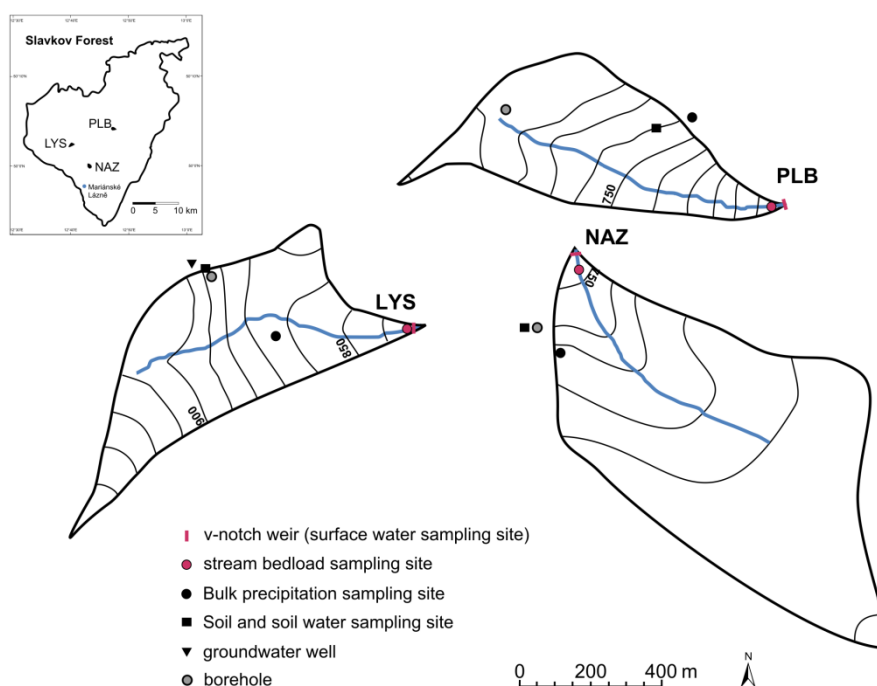 Slavkov Forest
PLB
LYS
NAZ
Mariánské
Lázně
0 5 10 km
750
PLB
NAZ
LYS
850
900
v-notch weir (surface water sampling site)
stream bedload sampling site
Bulk precipitation sampling site
Soil and soil water sampling site
groundwater well
borehole
0 200 400 m
N